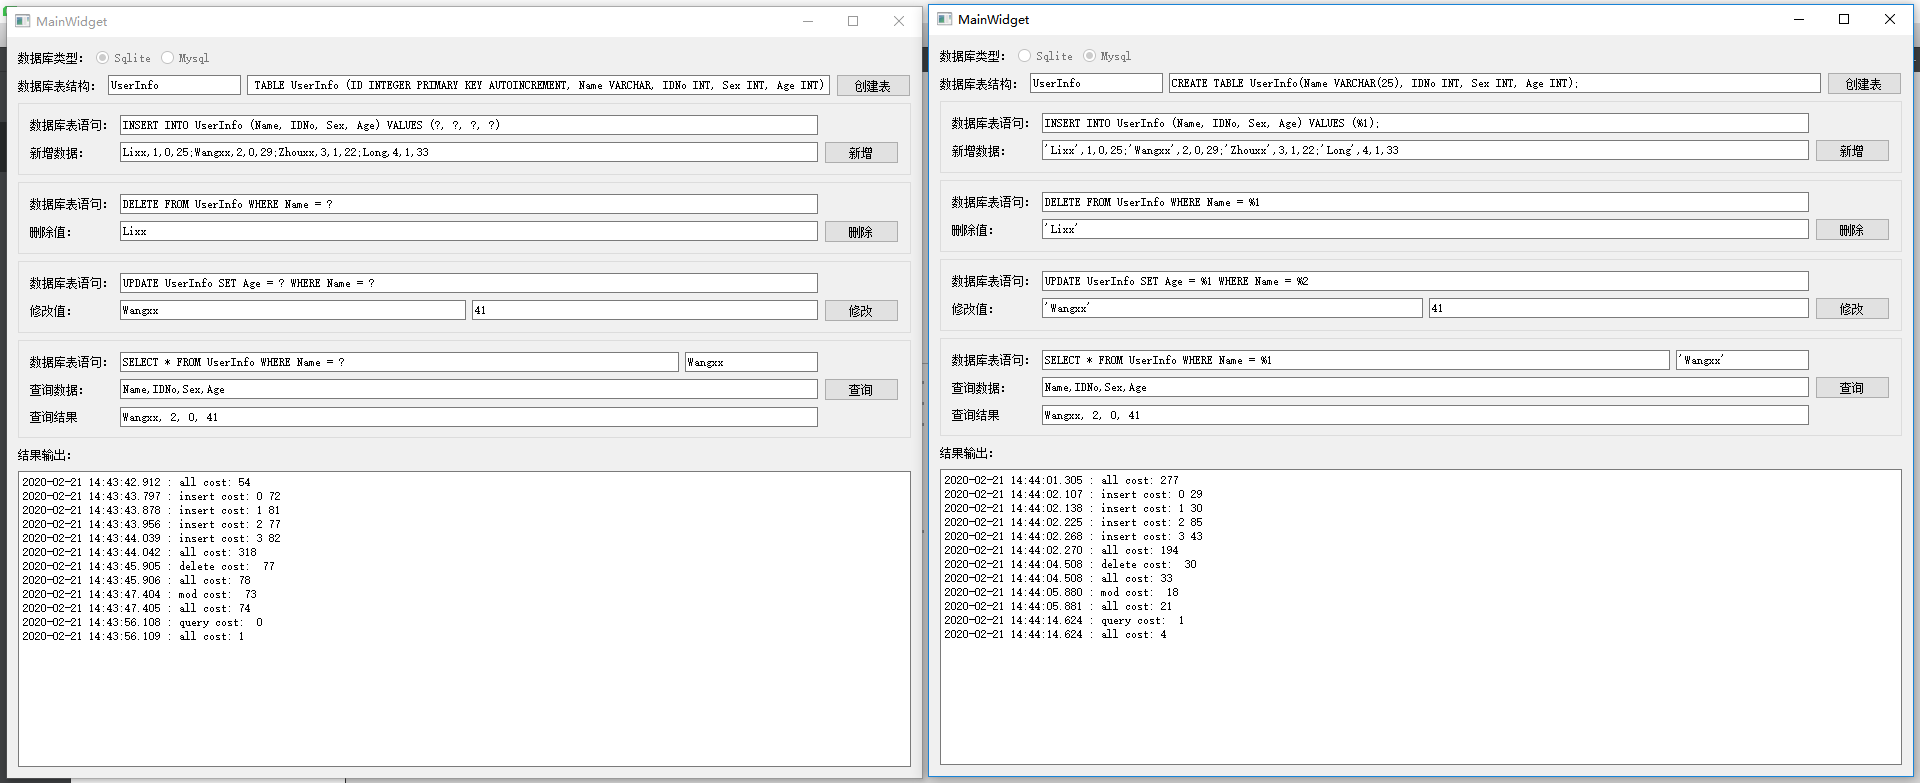 MainWidget
数据库类型: Sqlite Mysql
数据库表结构: UserInfo TABLE UserInfo (ID INTEGER PRIMARY KEY AUTOINCREMENT, Name VARCHAR, IDNo INT, Sex INT, Age INT) 创建表
数据库表语句: INSERT INTO UserInfo (Name, IDNo, Sex, Age) VALUES (?, ?, ?, ?)
新增数据: Lixx,1,0,25;Wangxx,2,0,29;Zhouxx,3,1,22;Long,4,1,33 新增
数据库表语句: DELETE FROM UserInfo WHERE Name = ?
删除值: Lixx 删除
数据库表语句: UPDATE UserInfo SET Age = ? WHERE Name = ?
修改值: Wangxx 41 修改
数据库表语句: SELECT * FROM UserInfo WHERE Name = ? Wangxx
查询数据: Name,IDNo,Sex,Age 查询
查询结果 Wangxx, 2, 0, 41
结果输出:
2020-02-21 14:43:42.912 : all cost: 54
2020-02-21 14:43:43.797 : insert cost: 0 72
2020-02-21 14:43:43.878 : insert cost: 1 81
2020-02-21 14:43:43.956 : insert cost: 2 77
2020-02-21 14:43:44.039 : insert cost: 3 82
2020-02-21 14:43:44.042 : all cost: 318
2020-02-21 14:43:45.905 : delete cost:  77
2020-02-21 14:43:45.906 : all cost: 78
2020-02-21 14:43:47.404 : mod cost:  73
2020-02-21 14:43:47.405 : all cost: 74
2020-02-21 14:43:56.108 : query cost:  0
2020-02-21 14:43:56.109 : all cost: 1
MainWidget
数据库类型: Sqlite Mysql
数据库表结构: UserInfo CREATE TABLE UserInfo(Name VARCHAR(25), IDNo INT, Sex INT, Age INT); 创建表
数据库表语句: INSERT INTO UserInfo (Name, IDNo, Sex, Age) VALUES (%1);
新增数据: 'Lixx',1,0,25;'Wangxx',2,0,29;'Zhouxx',3,1,22;'Long',4,1,33 新增
数据库表语句: DELETE FROM UserInfo WHERE Name = %1
删除值: 'Lixx' 删除
数据库表语句: UPDATE UserInfo SET Age = %1 WHERE Name = %2
修改值: 'Wangxx' 41 修改
数据库表语句: SELECT * FROM UserInfo WHERE Name = %1 'Wangxx'
查询数据: Name,IDNo,Sex,Age 查询
查询结果 Wangxx, 2, 0, 41
结果输出:
2020-02-21 14:44:01.305 : all cost: 277
2020-02-21 14:44:02.107 : insert cost: 0 29
2020-02-21 14:44:02.138 : insert cost: 1 30
2020-02-21 14:44:02.225 : insert cost: 2 85
2020-02-21 14:44:02.268 : insert cost: 3 43
2020-02-21 14:44:02.270 : all cost: 194
2020-02-21 14:44:04.508 : delete cost:  30
2020-02-21 14:44:04.508 : all cost: 33
2020-02-21 14:44:05.880 : mod cost:  18
2020-02-21 14:44:05.881 : all cost: 21
2020-02-21 14:44:14.624 : query cost:  1
2020-02-21 14:44:14.624 : all cost: 4